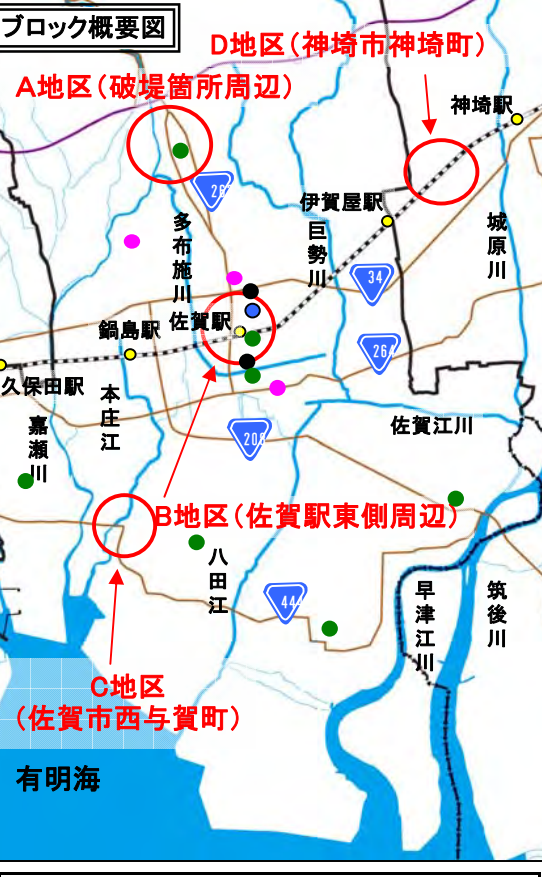 ブロック概要図
D地区(神埼市神埼町)
A地区(破堤箇所周辺)
神埼駅
伊賀屋駅
多布施川
巨勢川
城原川
34
佐賀駅
鍋島駅
264
久保田駅
本庄江
嘉瀬川
佐賀江川
208
B地区(佐賀駅東側周辺)
八田江
444
早津江川
筑後川
C地区
(佐賀市西与賀町)
有明海